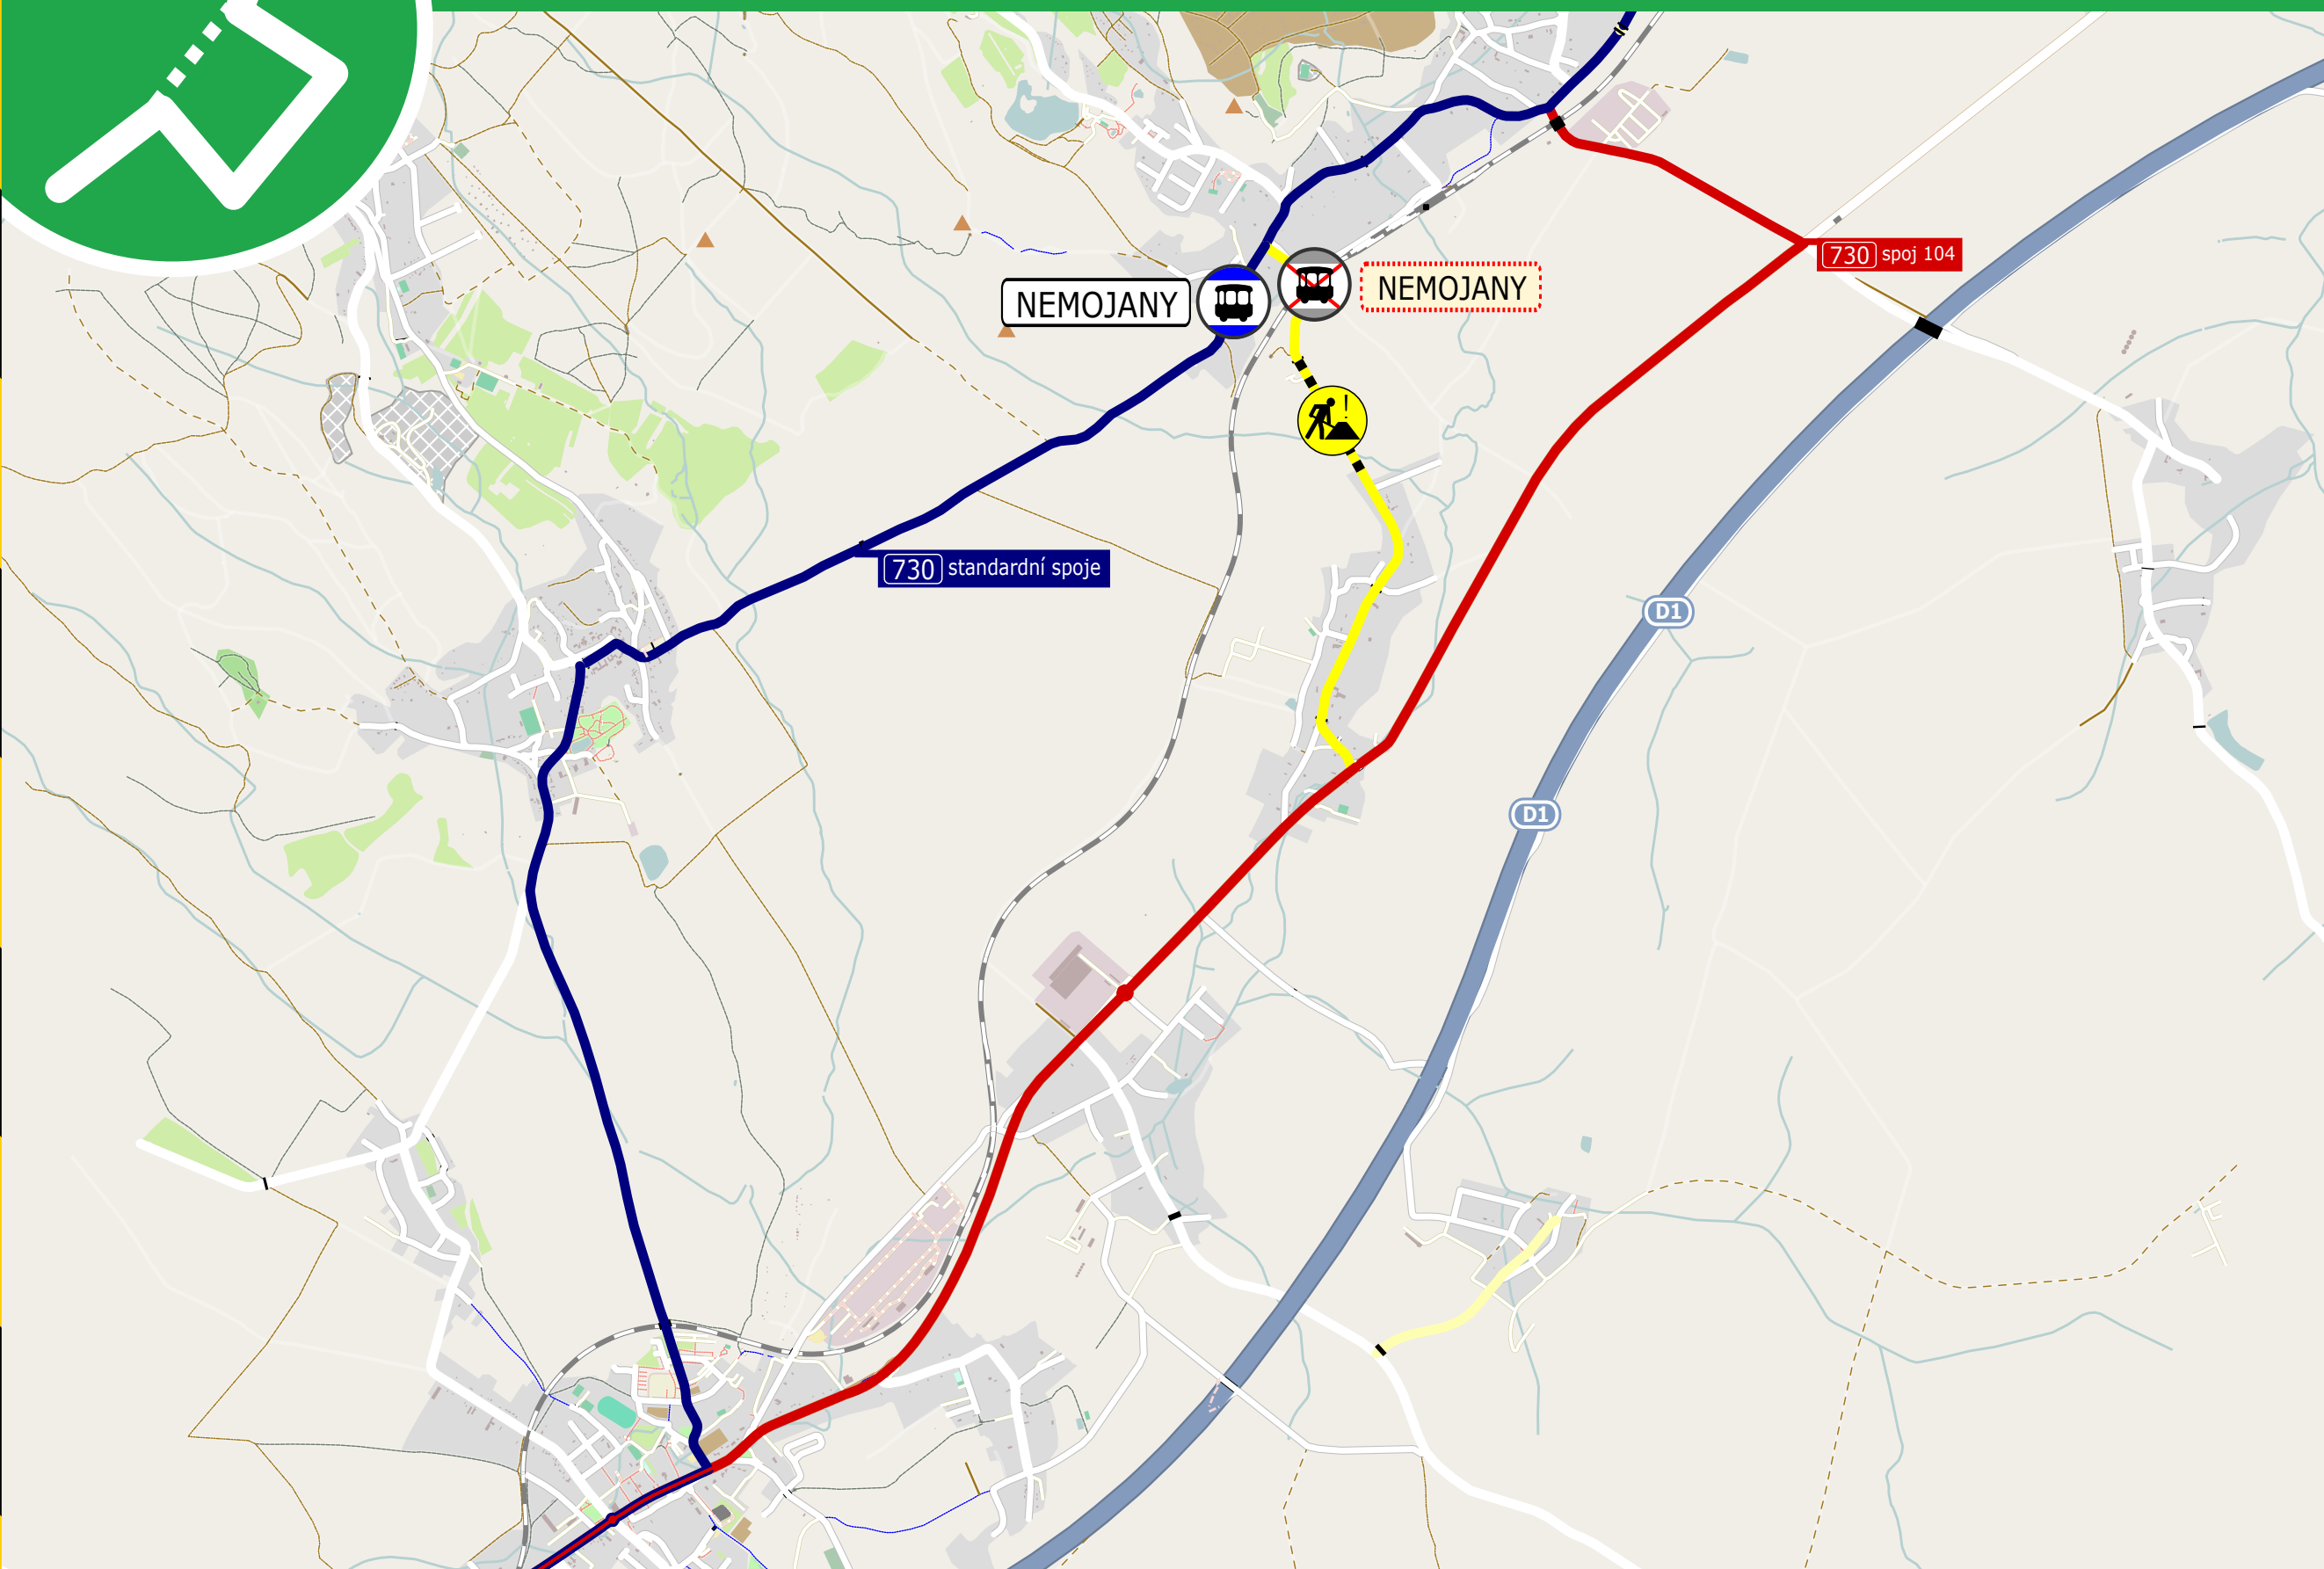 730 spoj 104
NEMOJANY
NEMOJANY
!
730 standardní spoje
D1
D1